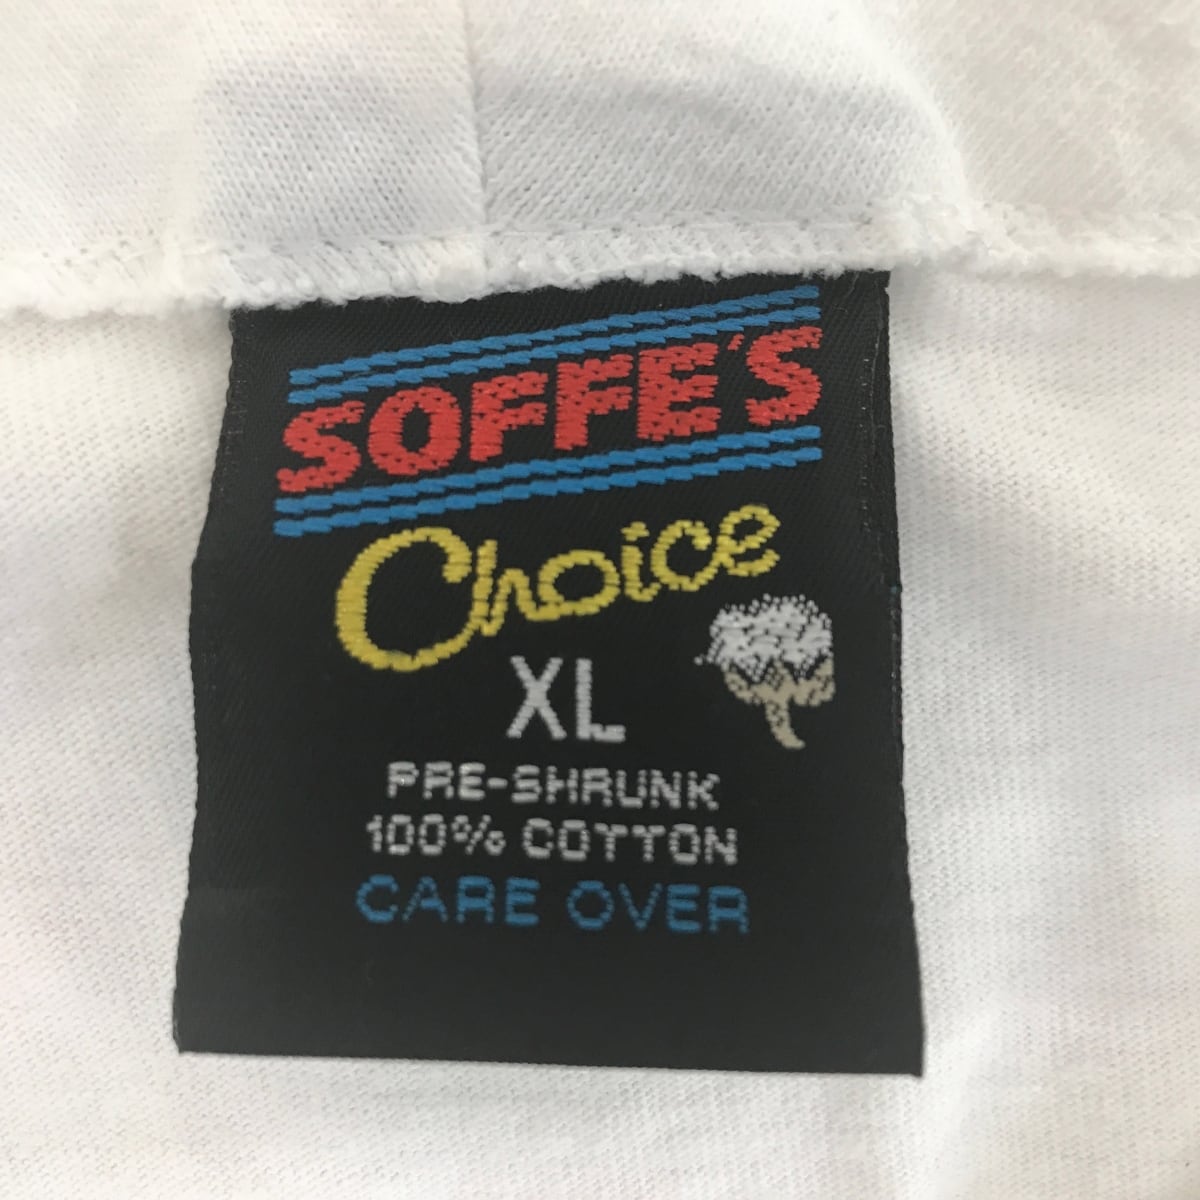 SOFFE'S
Choice
XL
PRE-SHRUNK
100% COTTON
CARE OVER